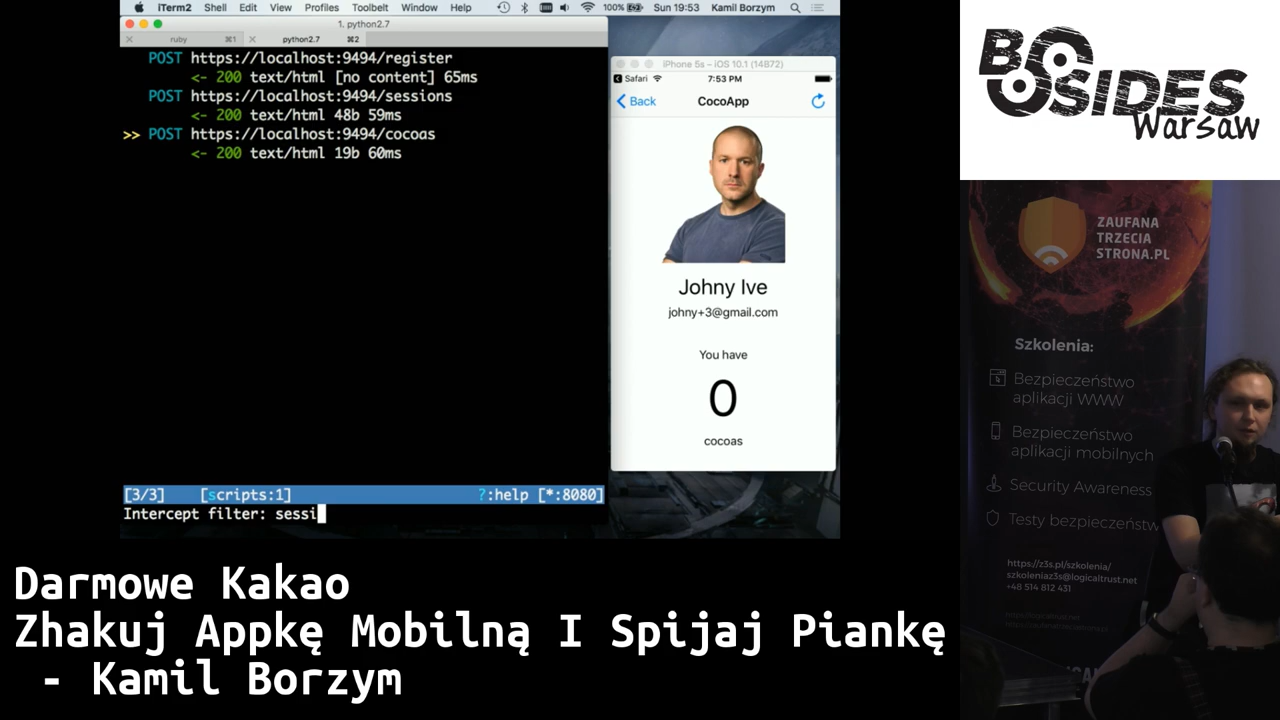 iTerm2 Shell Edit View Profiles Toolbelt Window Help 100% Sun 19:53 Kamil Borzym
1. python2.7
ruby ⌘1 python2.7 ⌘2
POST https://localhost:9494/register
<- 200 text/html [no content] 65ms
POST https://localhost:9494/sessions
<- 200 text/html 48b 59ms
>> POST https://localhost:9494/cocoas
<- 200 text/html 19b 60ms
[3/3] [scripts:1] ?:help [*:8080]
Intercept filter: sessi
iPhone 5s – iOS 10.1 (14B72)
Safari 7:53 PM
Back CocoApp
Johny Ive
johny+3@gmail.com
You have
0
cocoas
BSIDES
Warsaw
ZAUFANA
TRZECIA
STRONA.PL
Szkolenia:
Bezpieczeństwo
aplikacji WWW
Bezpieczeństwo
aplikacji mobilnych
Security Awareness
Testy bezpieczeństw
https://z3s.pl/szkolenia/
szkoleniaz3s@logicaltrust.net
+48 514 812 431
Darmowe Kakao
Zhakuj Appkę Mobilną I Spijaj Piankę
- Kamil Borzym